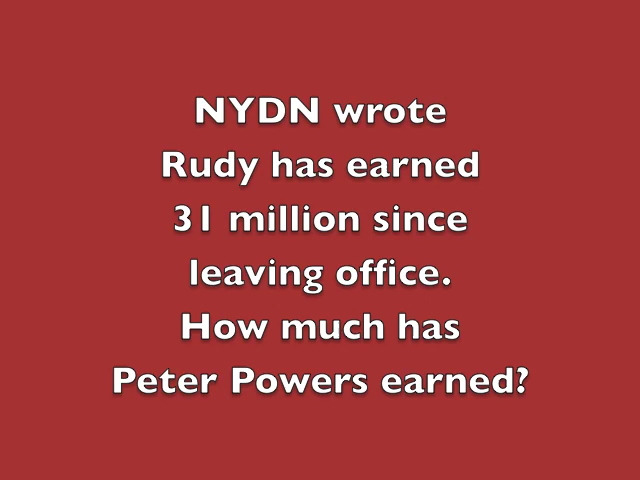 NYDN wrote
Rudy has earned
31 million since
leaving office.
How much has
Peter Powers earned?